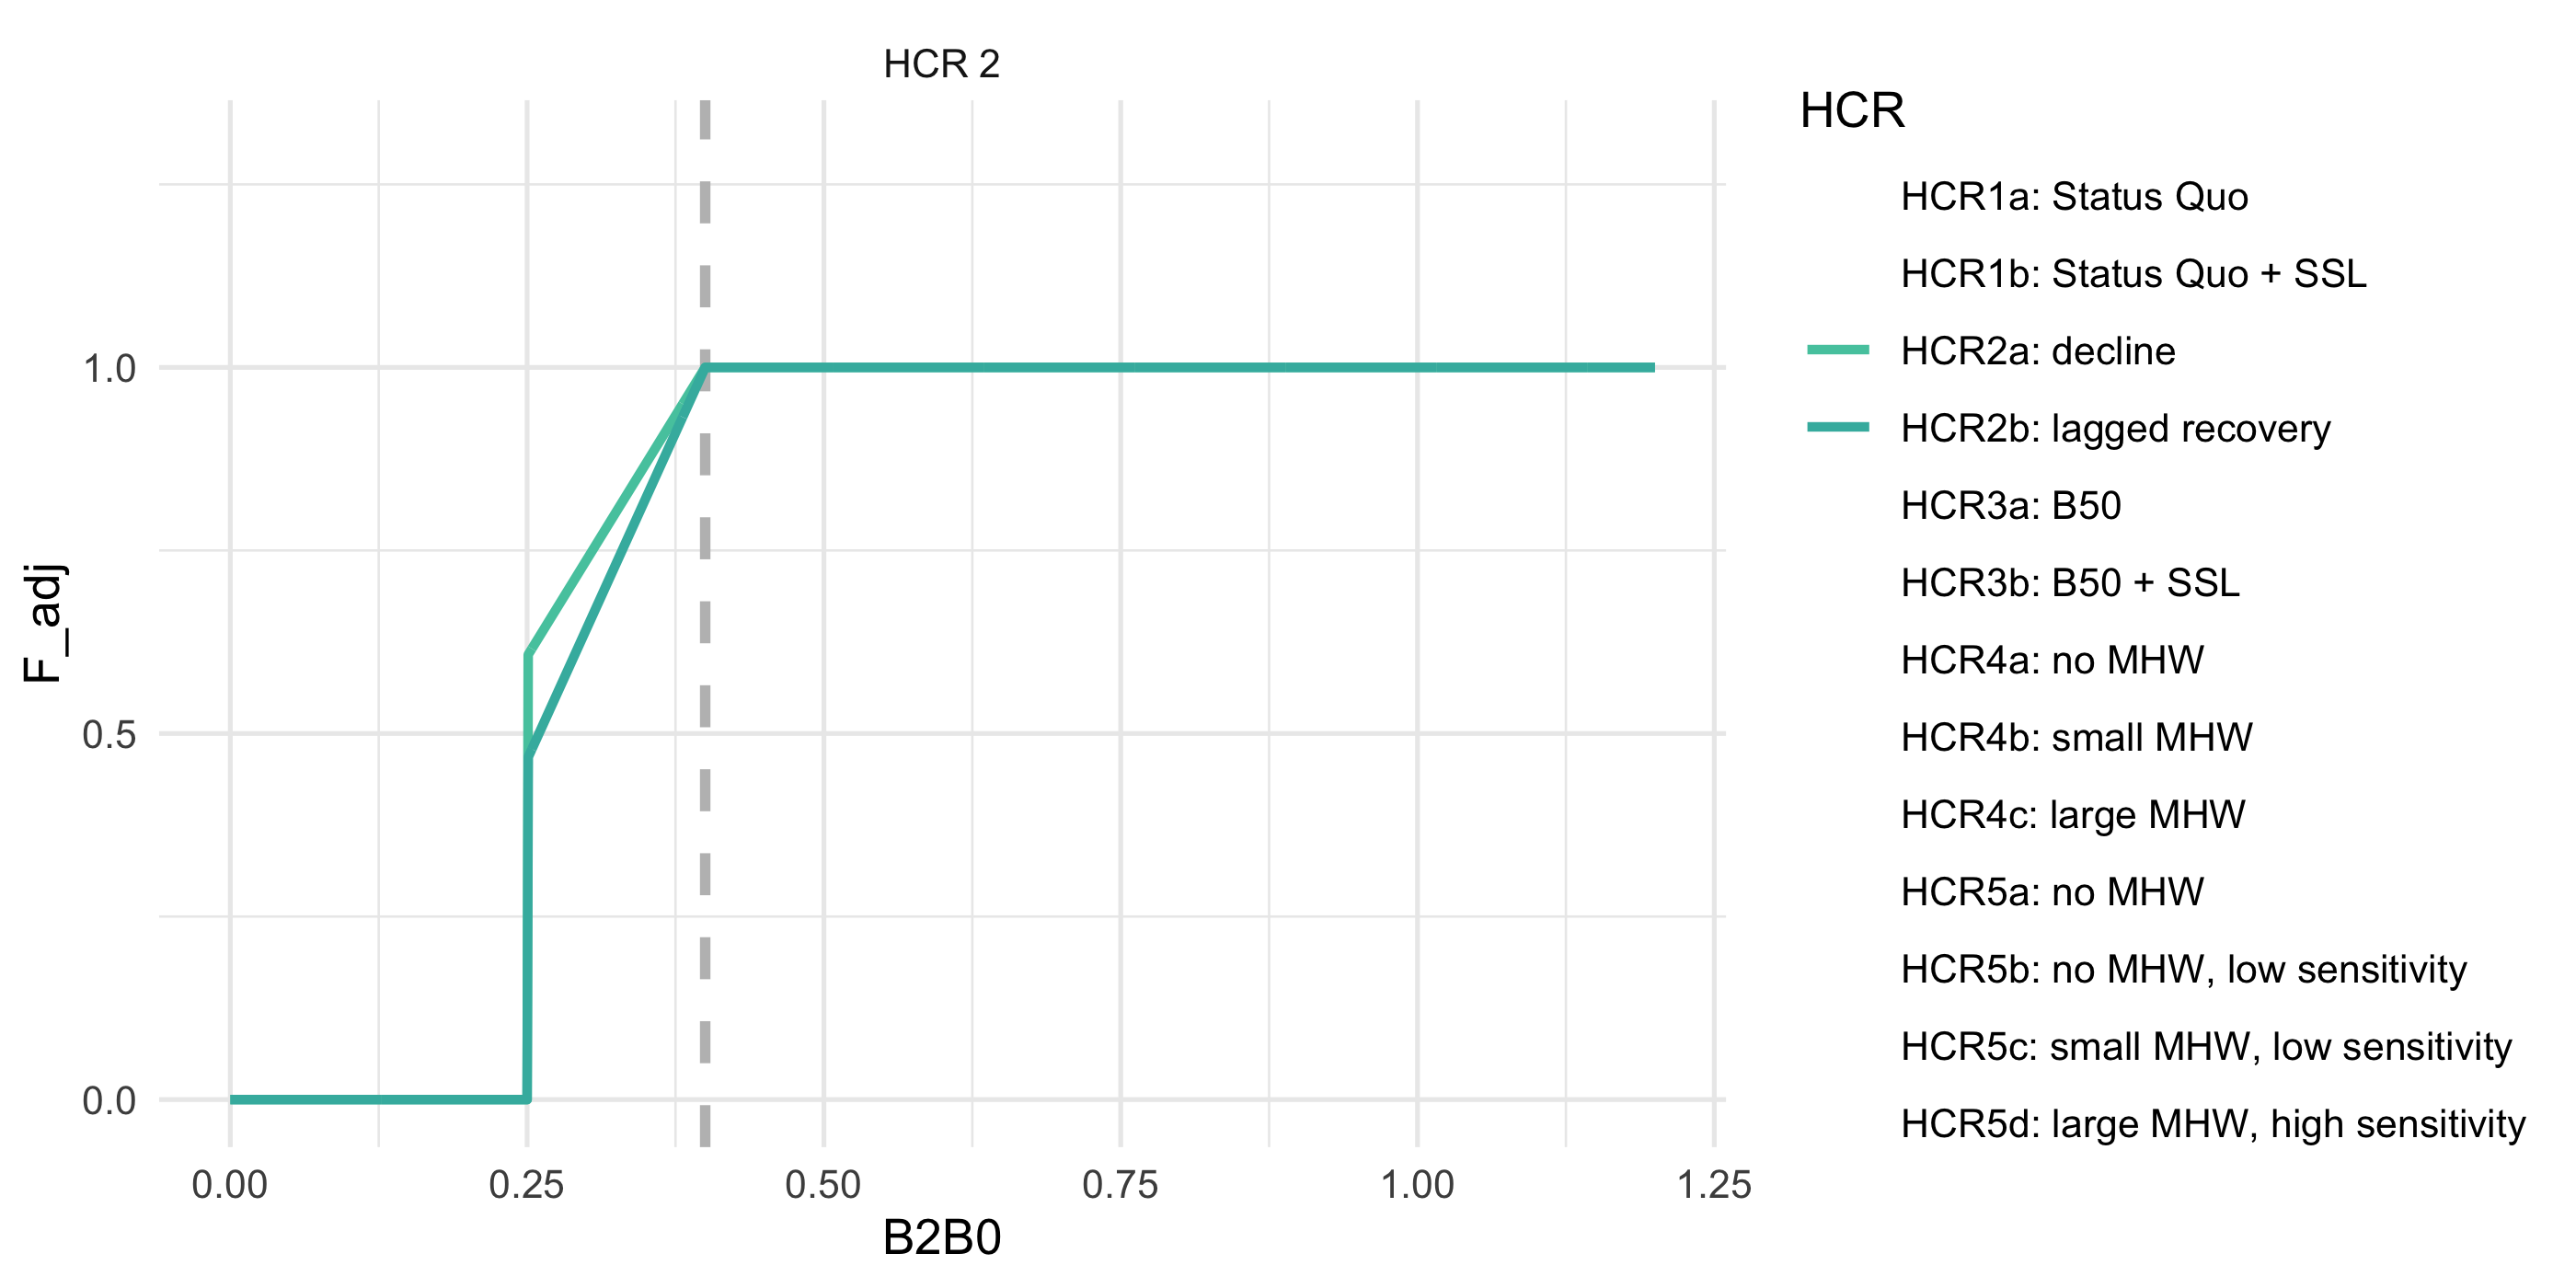 HCR 2
F_adj
1.0
0.5
0.0
0.00 0.25 0.50 0.75 1.00 1.25
B2B0
HCR
HCR1a: Status Quo
HCR1b: Status Quo + SSL
HCR2a: decline
HCR2b: lagged recovery
HCR3a: B50
HCR3b: B50 + SSL
HCR4a: no MHW
HCR4b: small MHW
HCR4c: large MHW
HCR5a: no MHW
HCR5b: no MHW, low sensitivity
HCR5c: small MHW, low sensitivity
HCR5d: large MHW, high sensitivity